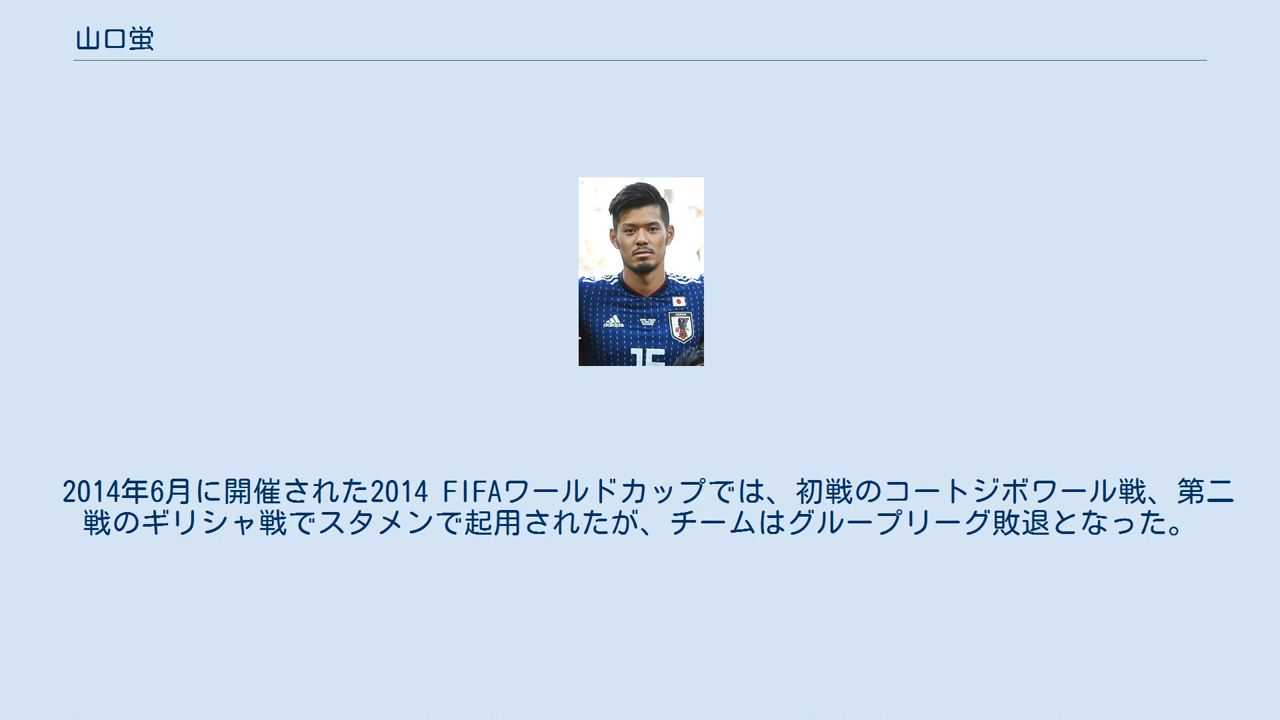 山口蛍
adidas
JAPAN
15
2014年6月に開催された2014 FIFAワールドカップでは、初戦のコートジボワール戦、第二
戦のギリシャ戦でスタメンで起用されたが、チームはグループリーグ敗退となった。